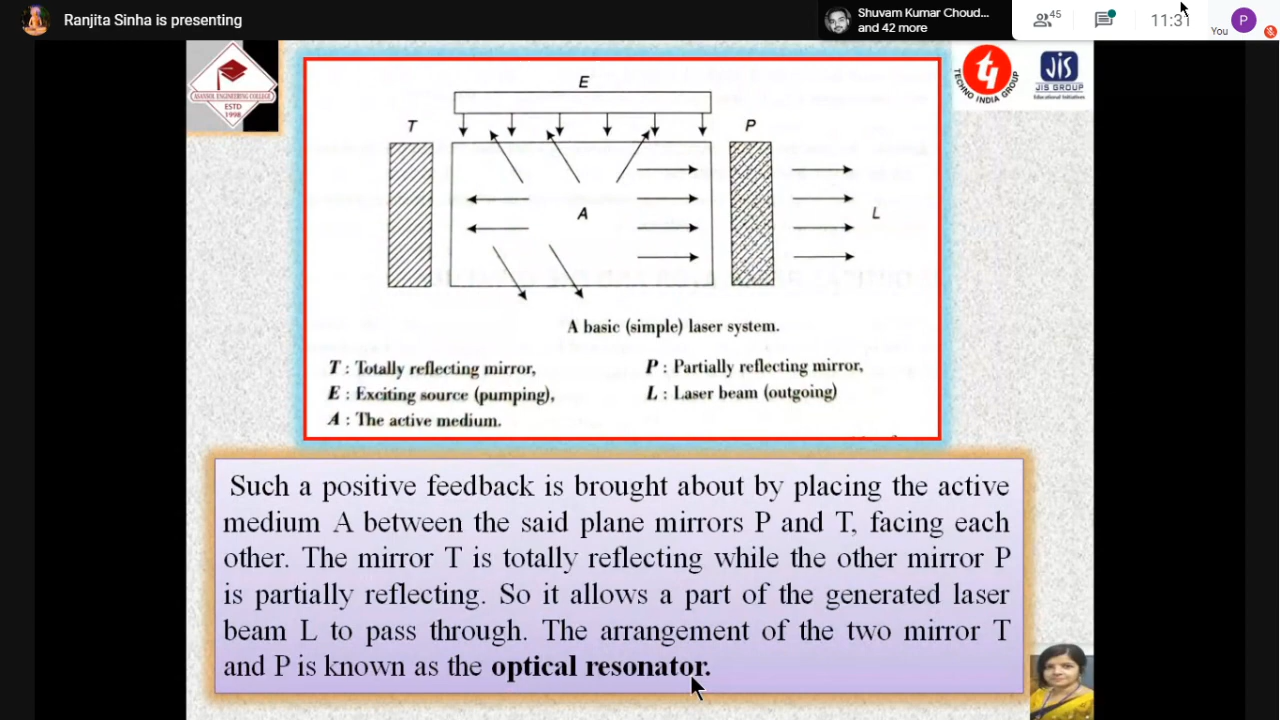 Ranjita Sinha is presenting
Shuvam Kumar Choud...
and 42 more
45
11:31
You
P
ASANSOL ENGINEERING COLLEGE
ESTD
1998
TECHNO INDIA GROUP
JIS
JIS GROUP
Educational Initiatives
E
T
P
A
L
A basic (simple) laser system.
T : Totally reflecting mirror,
P : Partially reflecting mirror,
E : Exciting source (pumping),
L : Laser beam (outgoing)
A : The active medium.
Such a positive feedback is brought about by placing the active
medium A between the said plane mirrors P and T, facing each
other. The mirror T is totally reflecting while the other mirror P
is partially reflecting. So it allows a part of the generated laser
beam L to pass through. The arrangement of the two mirror T
and P is known as the optical resonator.